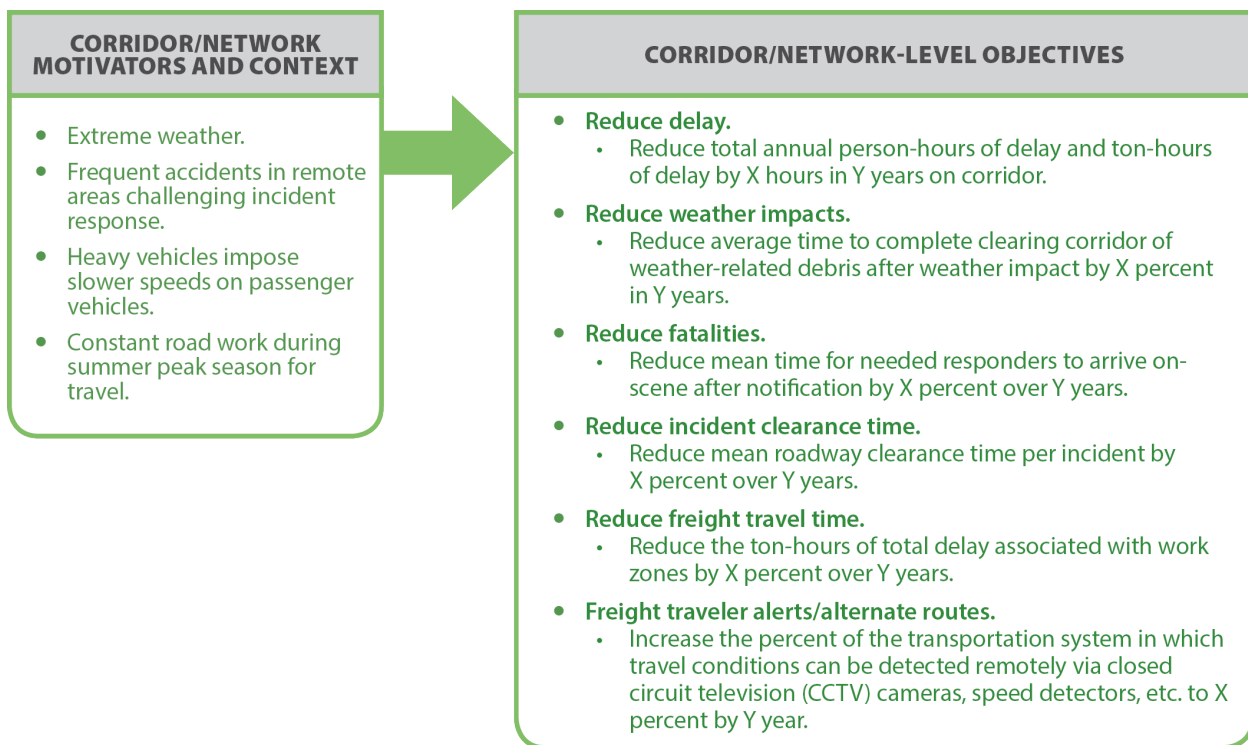 CORRIDOR/NETWORK
MOTIVATORS AND CONTEXT
• Extreme weather.
• Frequent accidents in remote
areas challenging incident
response.
• Heavy vehicles impose
slower speeds on passenger
vehicles.
• Constant road work during
summer peak season for
travel.
CORRIDOR/NETWORK-LEVEL OBJECTIVES
• Reduce delay.
• Reduce total annual person-hours of delay and ton-hours
of delay by X hours in Y years on corridor.
• Reduce weather impacts.
• Reduce average time to complete clearing corridor of
weather-related debris after weather impact by X percent
in Y years.
• Reduce fatalities.
• Reduce mean time for needed responders to arrive on-
scene after notification by X percent over Y years.
• Reduce incident clearance time.
• Reduce mean roadway clearance time per incident by
X percent over Y years.
• Reduce freight travel time.
• Reduce the ton-hours of total delay associated with work
zones by X percent over Y years.
• Freight traveler alerts/alternate routes.
• Increase the percent of the transportation system in which
travel conditions can be detected remotely via closed
circuit television (CCTV) cameras, speed detectors, etc. to X
percent by Y year.